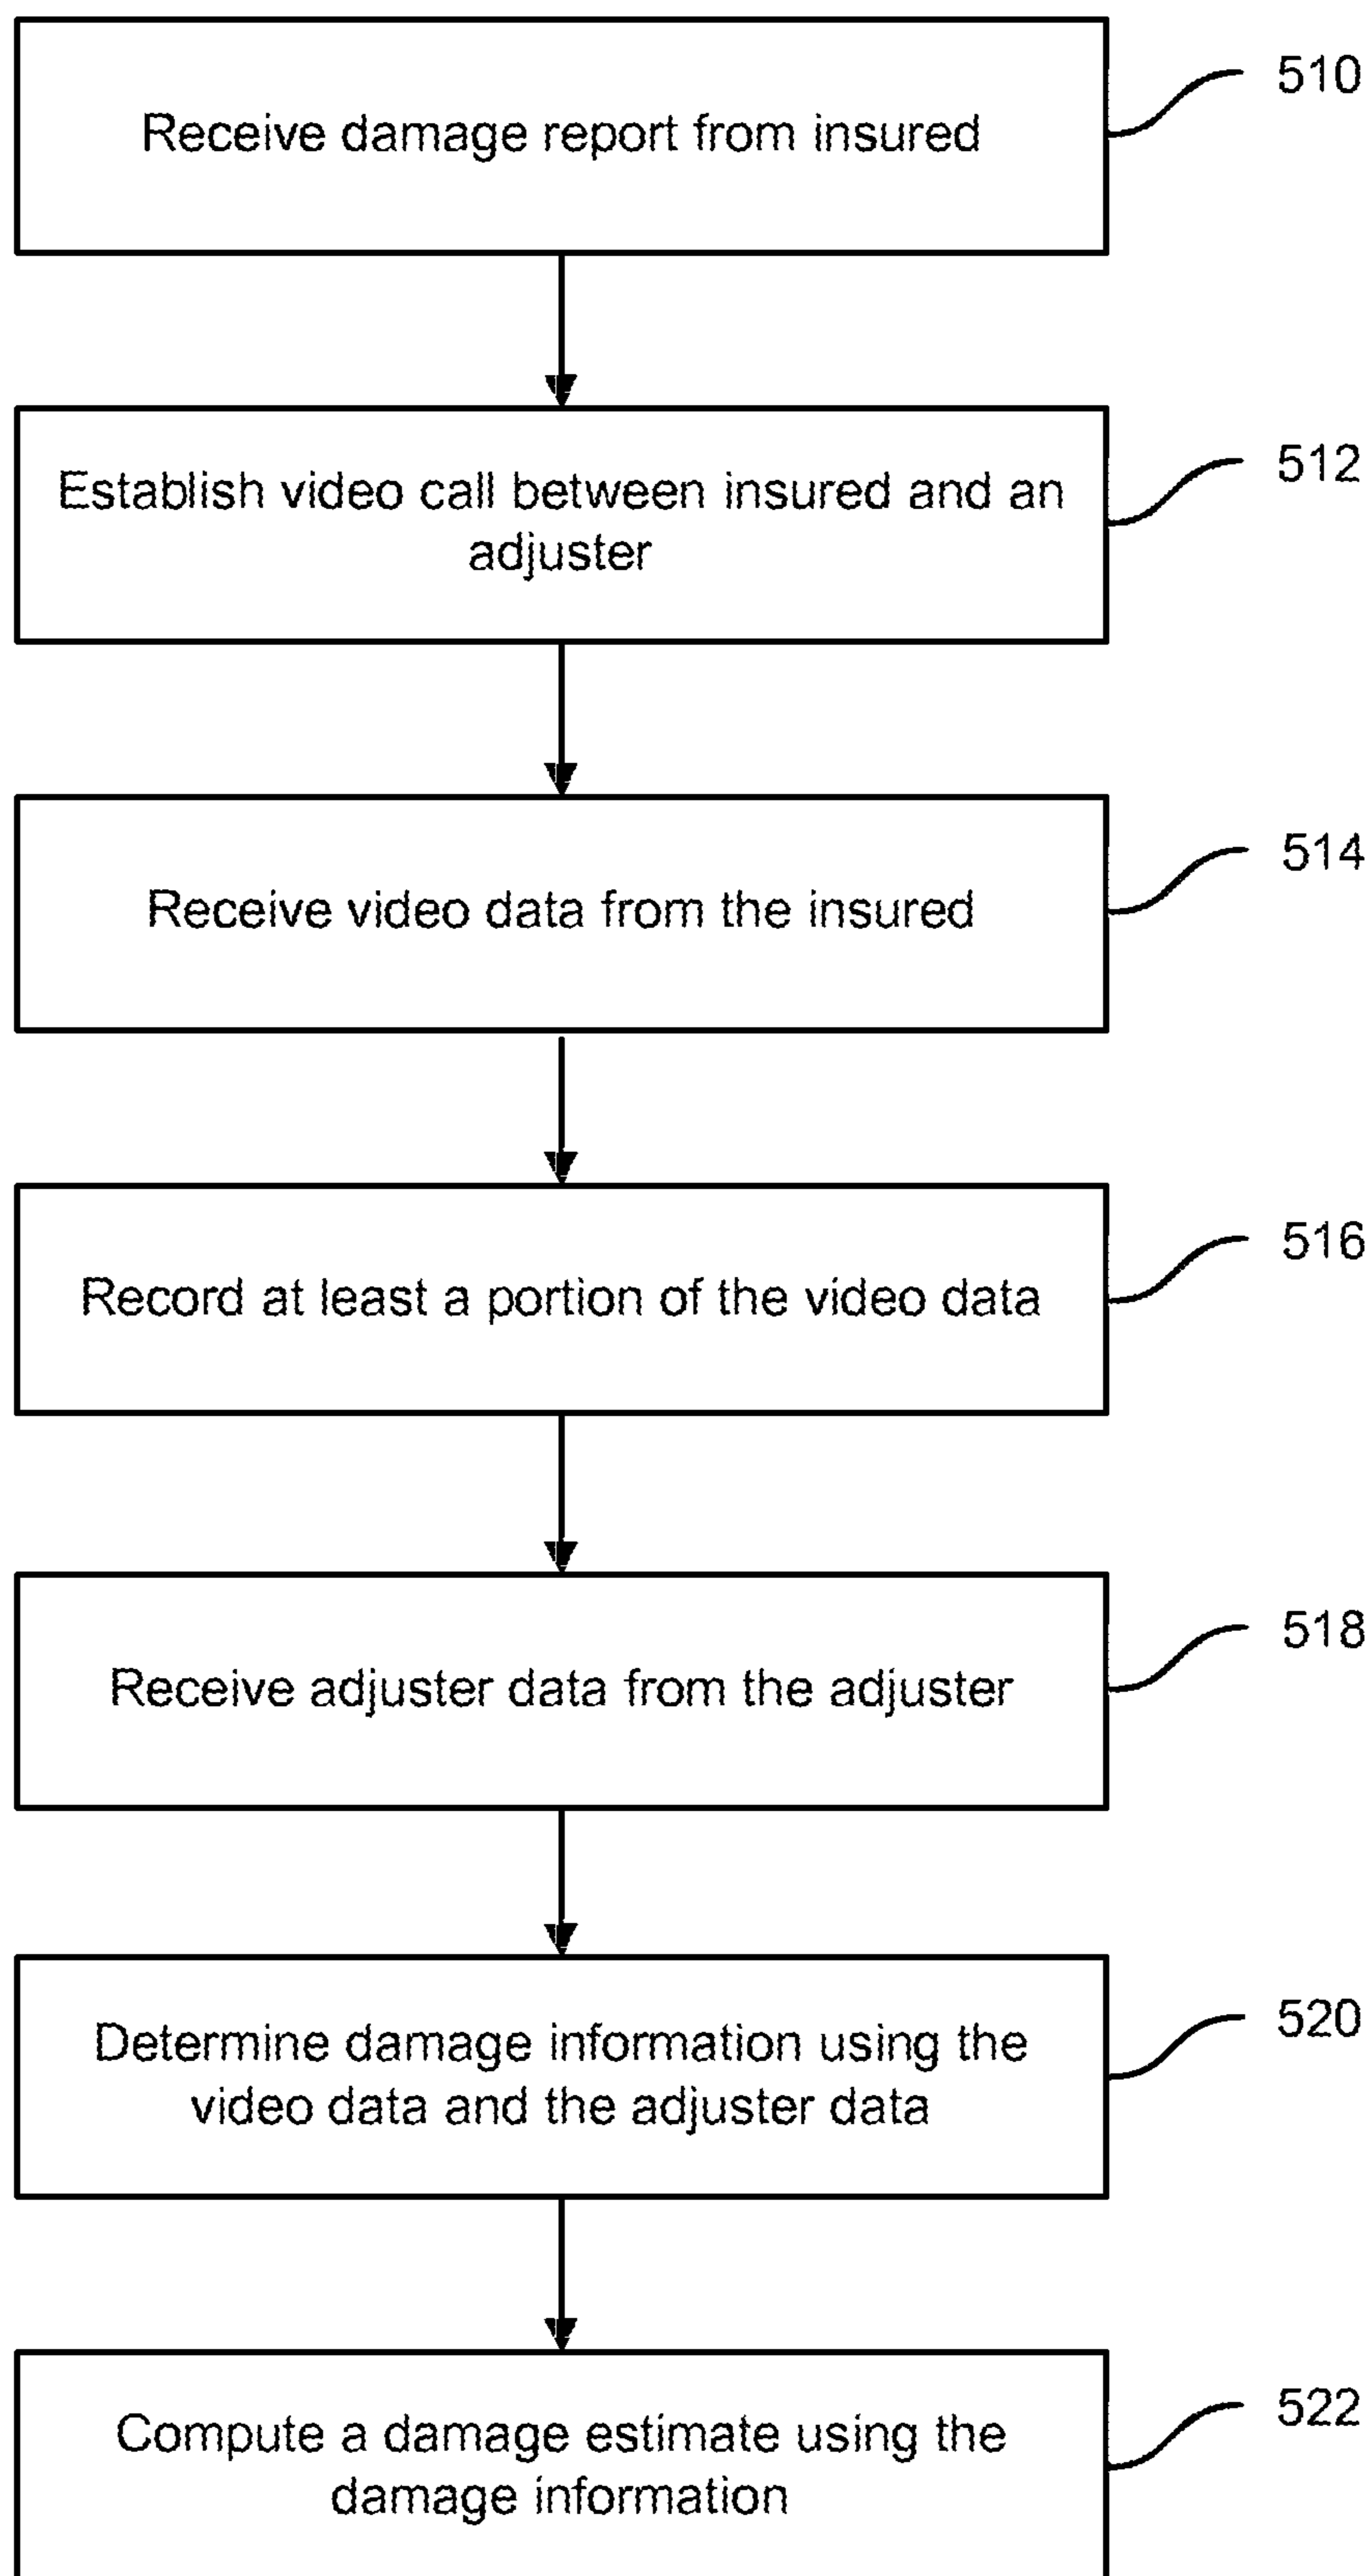 Receive damage report from insured
510
Establish video call between insured and an
adjuster
512
Receive video data from the insured
514
Record at least a portion of the video data
516
Receive adjuster data from the adjuster
518
Determine damage information using the
video data and the adjuster data
520
Compute a damage estimate using the
damage information
522